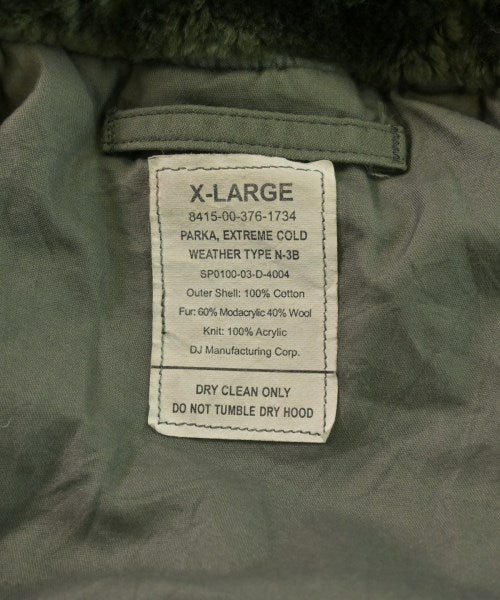 X-LARGE
8415-00-376-1734
PARKA, EXTREME COLD
WEATHER TYPE N-3B
SP0100-03-D-4004
Outer Shell: 100% Cotton
Fur: 60% Modacrylic 40% Wool
Knit: 100% Acrylic
DJ Manufacturing Corp.
DRY CLEAN ONLY
DO NOT TUMBLE DRY HOOD